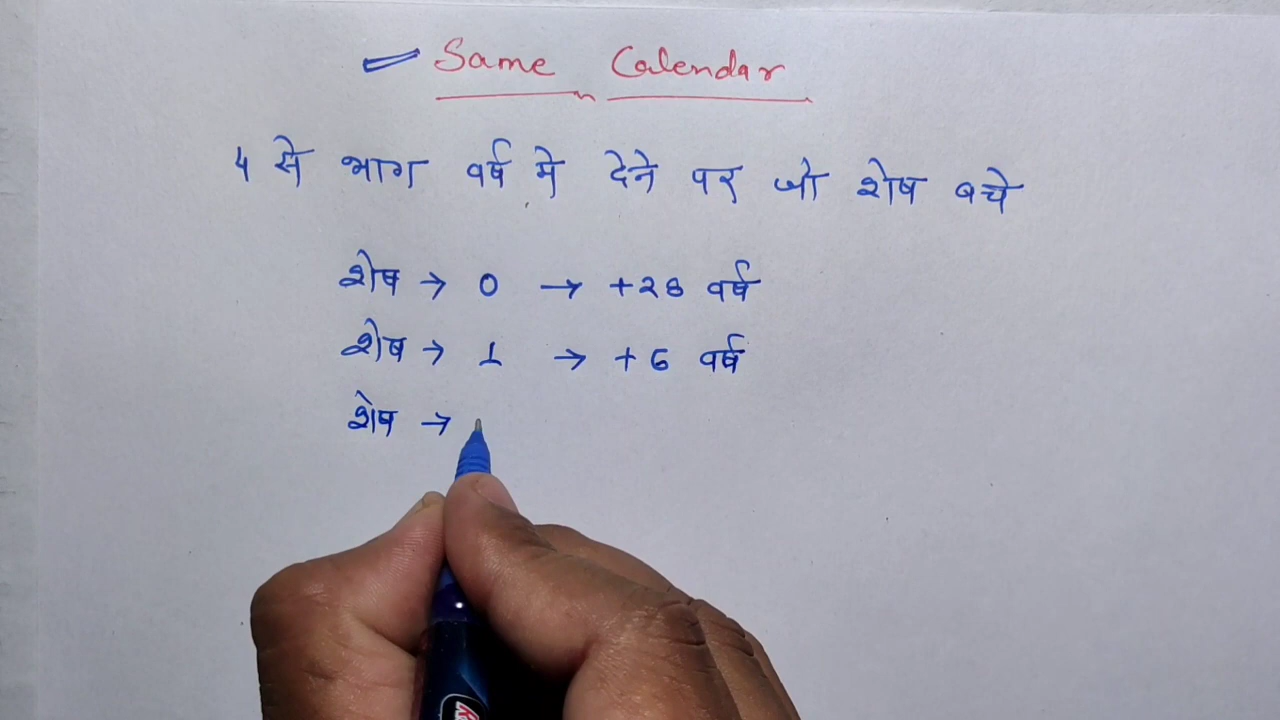 Same Calendar
4 से भाग वर्ष मे देने पर जो शेष बचे
शेष → 0 → +28 वर्ष
शेष → 1 → +6 वर्ष
शेष →